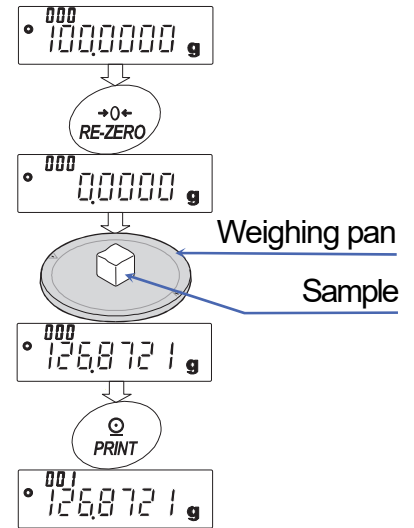 000
100.0000 g
→0←
RE-ZERO
000
0.0000 g
Weighing pan
Sample
000
126.8721 g
PRINT
001
126.8721 g